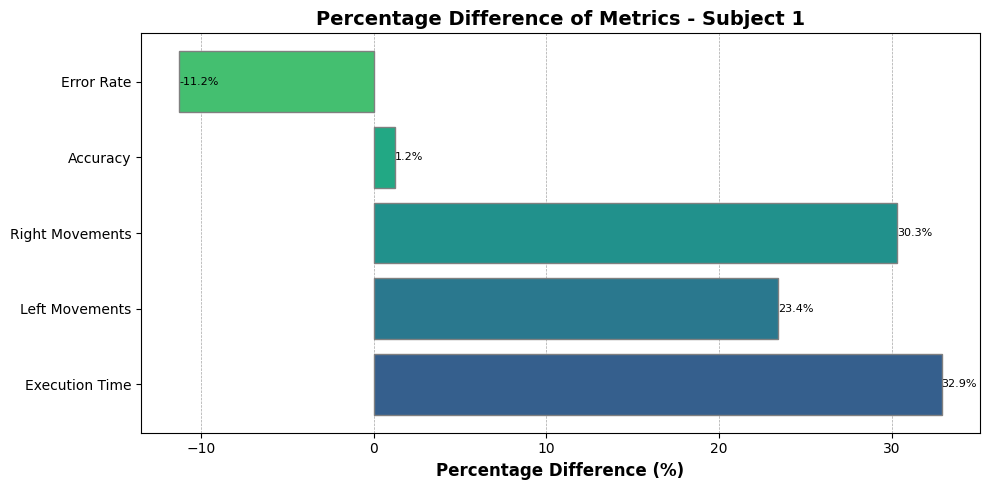 Percentage Difference of Metrics - Subject 1
Error Rate
-11.2%
Accuracy
1.2%
Right Movements
30.3%
Left Movements
23.4%
Execution Time
32.9%
−10
0
10
20
30
Percentage Difference (%)